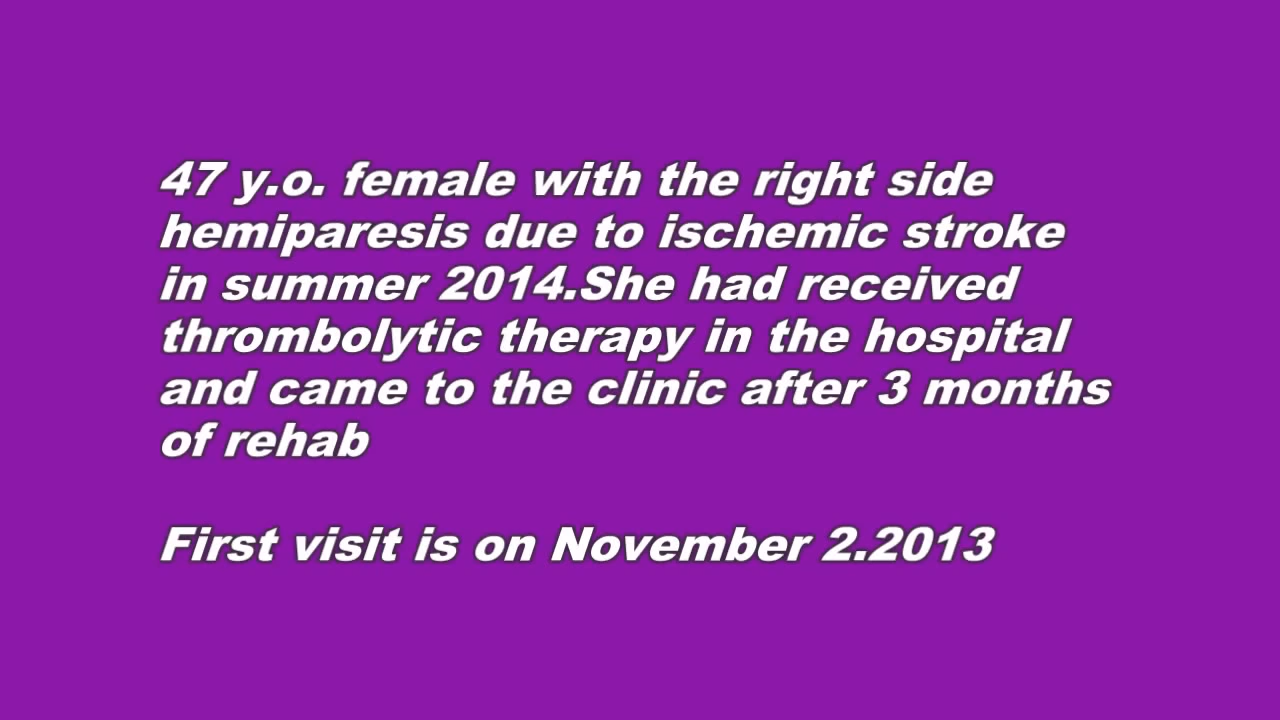 47 y.o. female with the right side
hemiparesis due to ischemic stroke
in summer 2014.She had received
thrombolytic therapy in the hospital
and came to the clinic after 3 months
of rehab
First visit is on November 2.2013